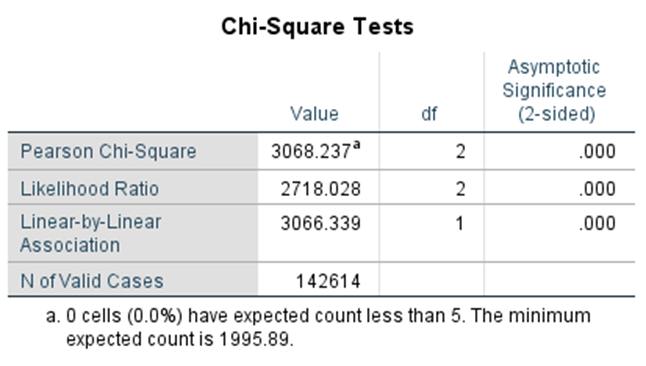 Chi-Square Tests
Value df Asymptotic Significance (2-sided)
Pearson Chi-Square 3068.237a 2 .000
Likelihood Ratio 2718.028 2 .000
Linear-by-Linear Association 3066.339 1 .000
N of Valid Cases 142614
a. 0 cells (0.0%) have expected count less than 5. The minimum
expected count is 1995.89.